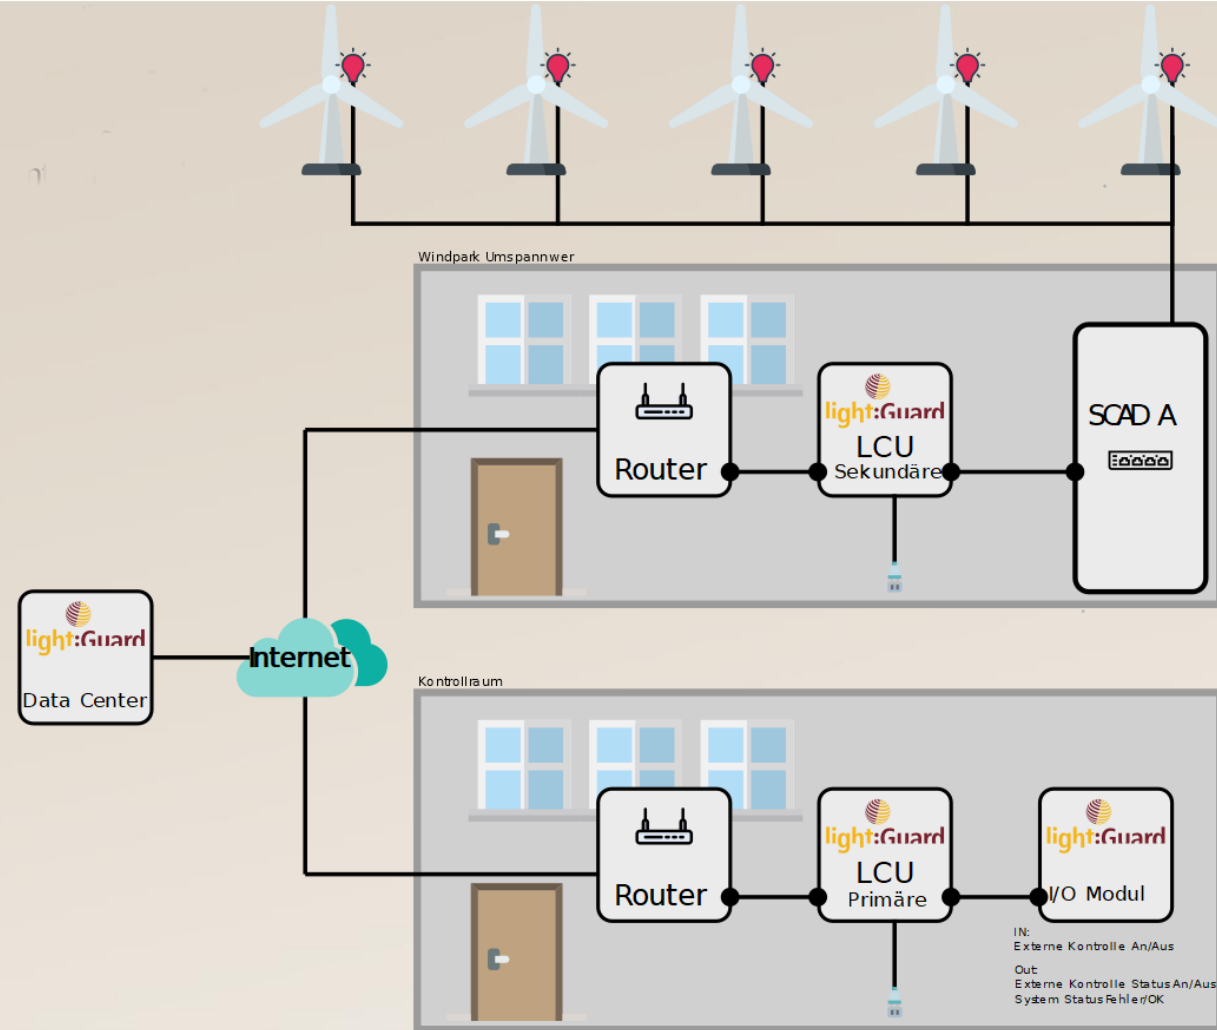 Windpark Umspannwer
light:Guard
LCU
Sekundäre
Router
SCADA
light:Guard
Data Center
Internet
Kontrollraum
Router
light:Guard
LCU
Primäre
light:Guard
I/O Modul
IN:
Externe Kontrolle An/Aus
Out:
Externe Kontrolle Status An/Aus
System Status Fehler/OK